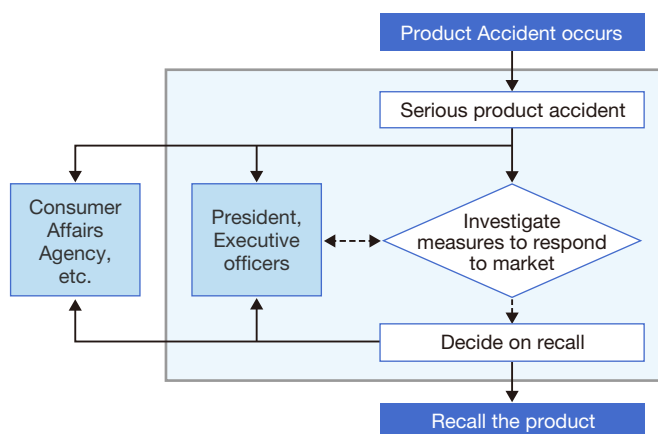 Product Accident occurs
Serious product accident
Consumer
Affairs
Agency,
etc.
President,
Executive
officers
Investigate
measures to respond
to market
Decide on recall
Recall the product